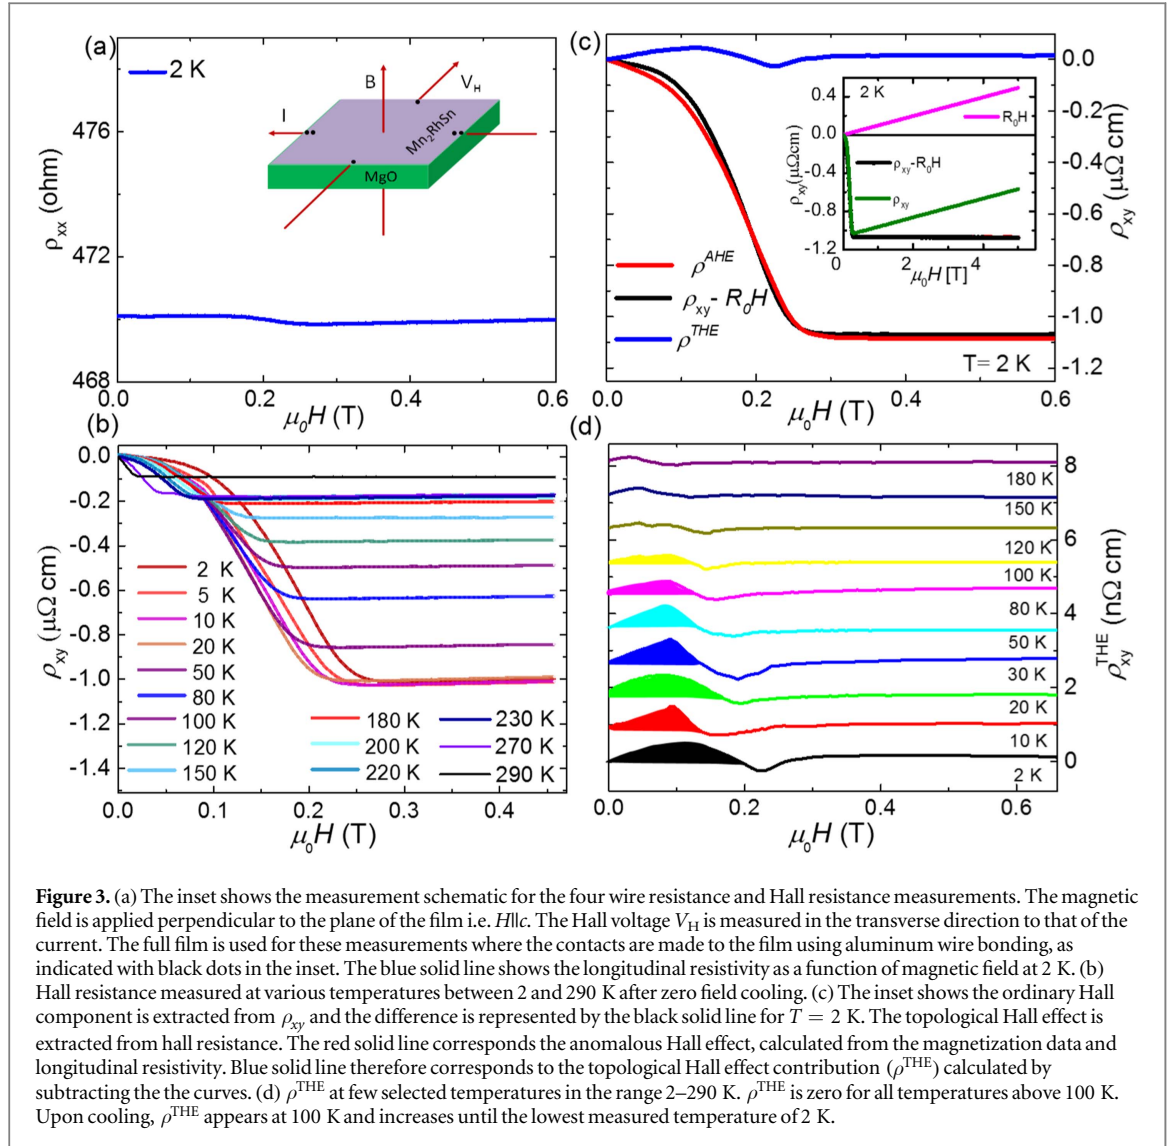 (a)
2 K
476
472
468
ρxx (ohm)
0.0 0.2 0.4 0.6
μ0H (T)
B
VH
I
Mn2RhSn
MgO
(c)
0.0
-0.2
-0.4
-0.6
-0.8
-1.0
-1.2
ρxy (μΩ cm)
2 K
0.4
0.0
-0.4
-0.8
-1.2
ρxy(μΩcm)
R0H
ρxy-R0H
ρxy
0 2 4
μ0H [T]
ρAHE
ρxy- R0H
ρTHE
T= 2 K
0.0 0.2 0.4 0.6
μ0H (T)
(b)
0.0
-0.2
-0.4
-0.6
-0.8
-1.0
-1.2
-1.4
ρxy (μΩ cm)
2 K
5 K
10 K
20 K
50 K
80 K
100 K
120 K
150 K
180 K
200 K
220 K
230 K
270 K
290 K
0.0 0.1 0.2 0.3 0.4
μ0H (T)
(d)
8
6
4
2
0
ρxyTHE (nΩ cm)
180 K
150 K
120 K
100 K
80 K
50 K
30 K
20 K
10 K
2 K
0.0 0.2 0.4 0.6
μ0H (T)
Figure 3. (a) The inset shows the measurement schematic for the four wire resistance and Hall resistance measurements. The magnetic
field is applied perpendicular to the plane of the film i.e. H||c. The Hall voltage VH is measured in the transverse direction to that of the
current. The full film is used for these measurements where the contacts are made to the film using aluminum wire bonding, as
indicated with black dots in the inset. The blue solid line shows the longitudinal resistivity as a function of magnetic field at 2 K. (b)
Hall resistance measured at various temperatures between 2 and 290 K after zero field cooling. (c) The inset shows the ordinary Hall
component is extracted from ρxy and the difference is represented by the black solid line for T = 2 K. The topological Hall effect is
extracted from hall resistance. The red solid line corresponds the anomalous Hall effect, calculated from the magnetization data and
longitudinal resistivity. Blue solid line therefore corresponds to the topological Hall effect contribution (ρTHE) calculated by
subtracting the the curves. (d) ρTHE at few selected temperatures in the range 2–290 K. ρTHE is zero for all temperatures above 100 K.
Upon cooling, ρTHE appears at 100 K and increases until the lowest measured temperature of 2 K.